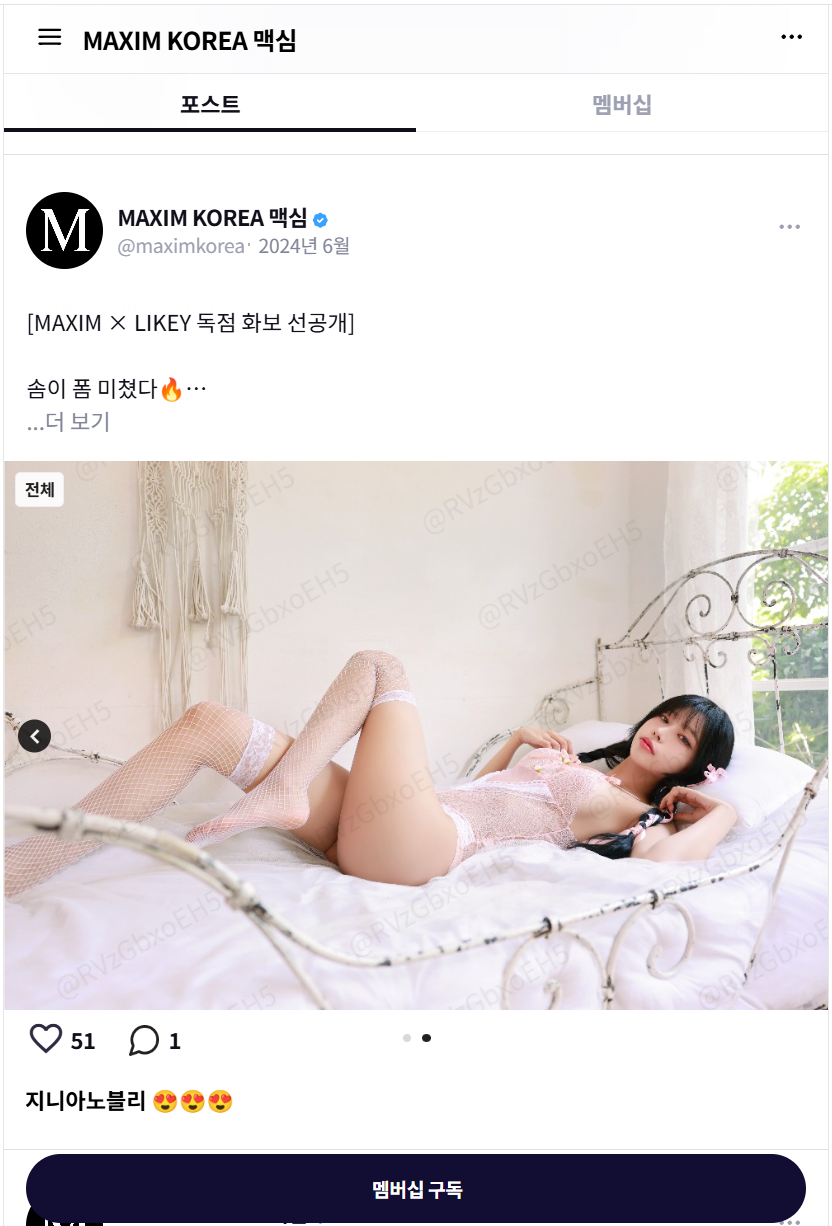 MAXIM KOREA 맥심
포스트
멤버십
M
MAXIM KOREA 맥심
@maximkorea · 2024년 6월
[MAXIM × LIKEY 독점 화보 선공개]
솜이 폼 미쳤다🔥…
...더 보기
전체
@RVzGbxoEH5
51
1
지니아노블리 😍😍😍
멤버십 구독